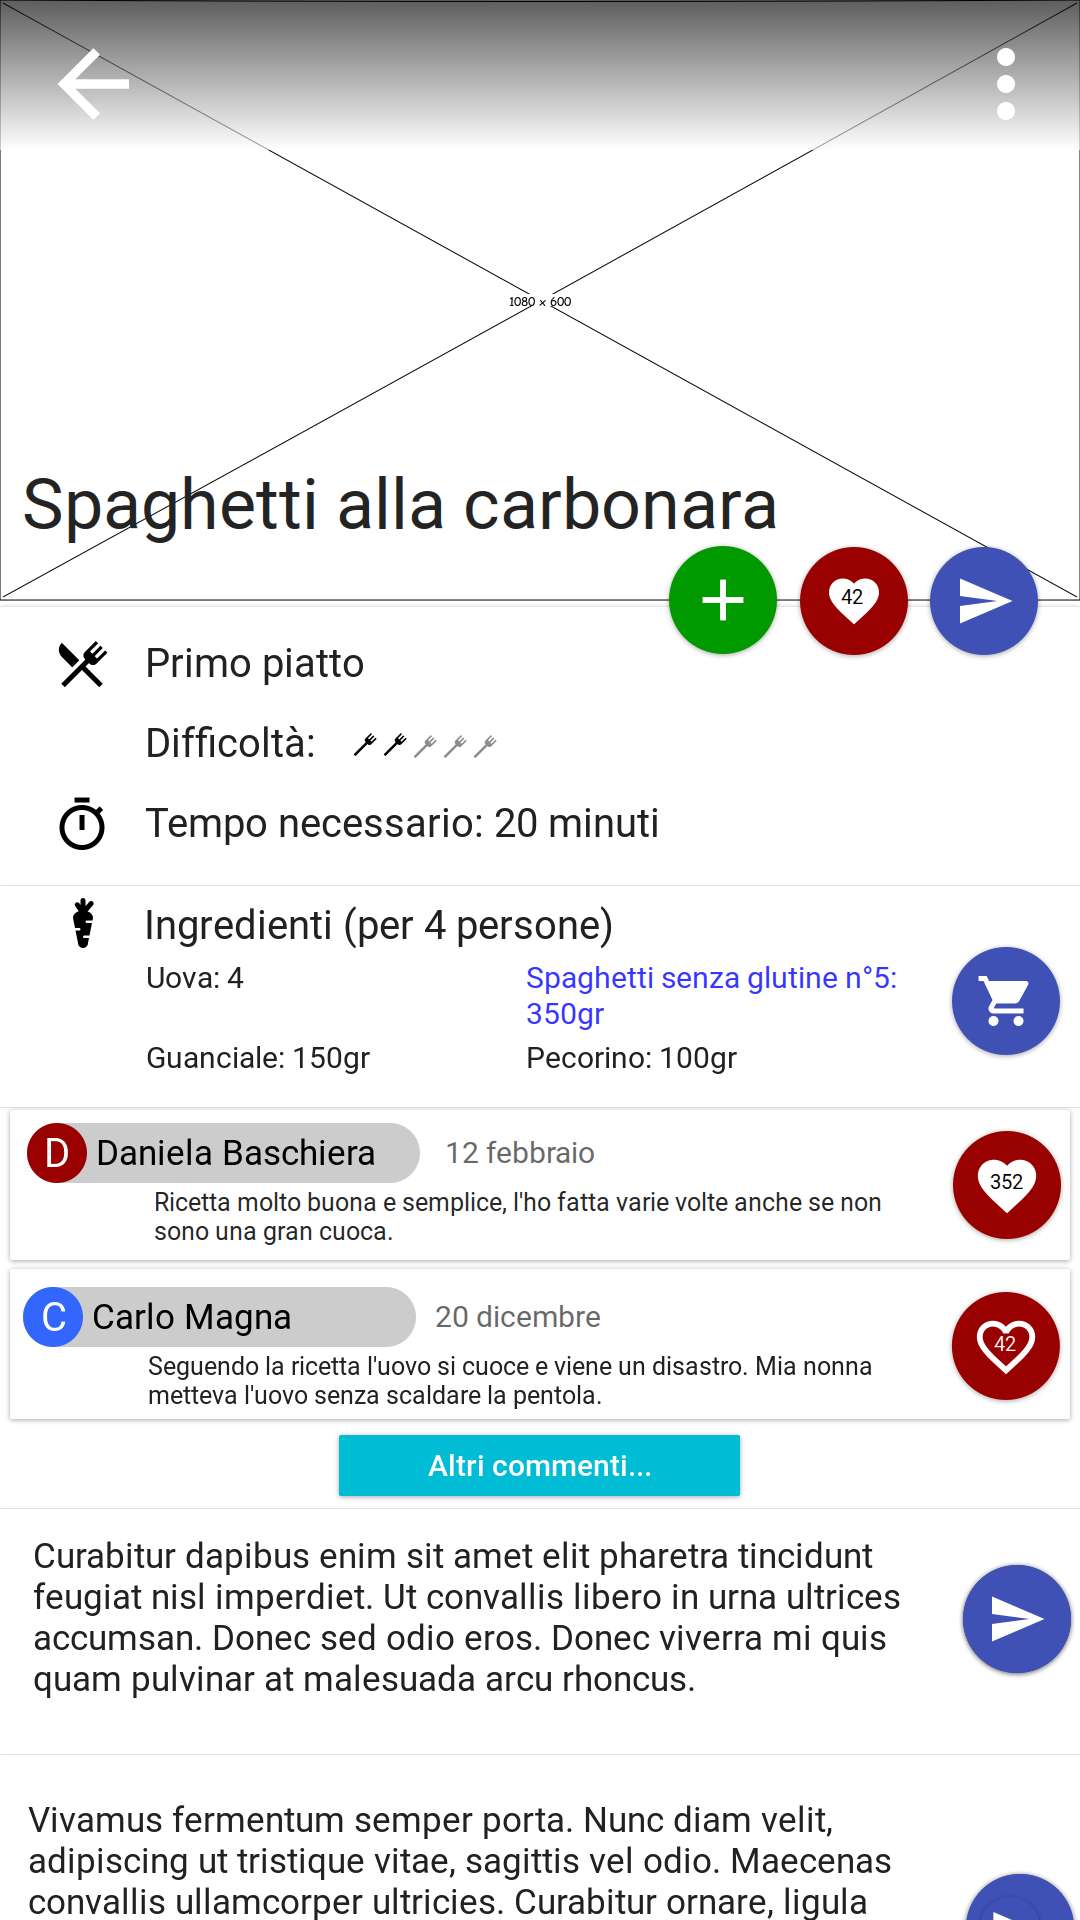 1080 × 600
Spaghetti alla carbonara
42
Primo piatto
Difficoltà:
Tempo necessario: 20 minuti
Ingredienti (per 4 persone)
Uova: 4
Spaghetti senza glutine n°5:
350gr
Guanciale: 150gr
Pecorino: 100gr
D Daniela Baschiera 12 febbraio
Ricetta molto buona e semplice, l'ho fatta varie volte anche se non
sono una gran cuoca.
352
C Carlo Magna 20 dicembre
Seguendo la ricetta l'uovo si cuoce e viene un disastro. Mia nonna
metteva l'uovo senza scaldare la pentola.
42
Altri commenti...
Curabitur dapibus enim sit amet elit pharetra tincidunt
feugiat nisl imperdiet. Ut convallis libero in urna ultrices
accumsan. Donec sed odio eros. Donec viverra mi quis
quam pulvinar at malesuada arcu rhoncus.
Vivamus fermentum semper porta. Nunc diam velit,
adipiscing ut tristique vitae, sagittis vel odio. Maecenas
convallis ullamcorper ultricies. Curabitur ornare, ligula